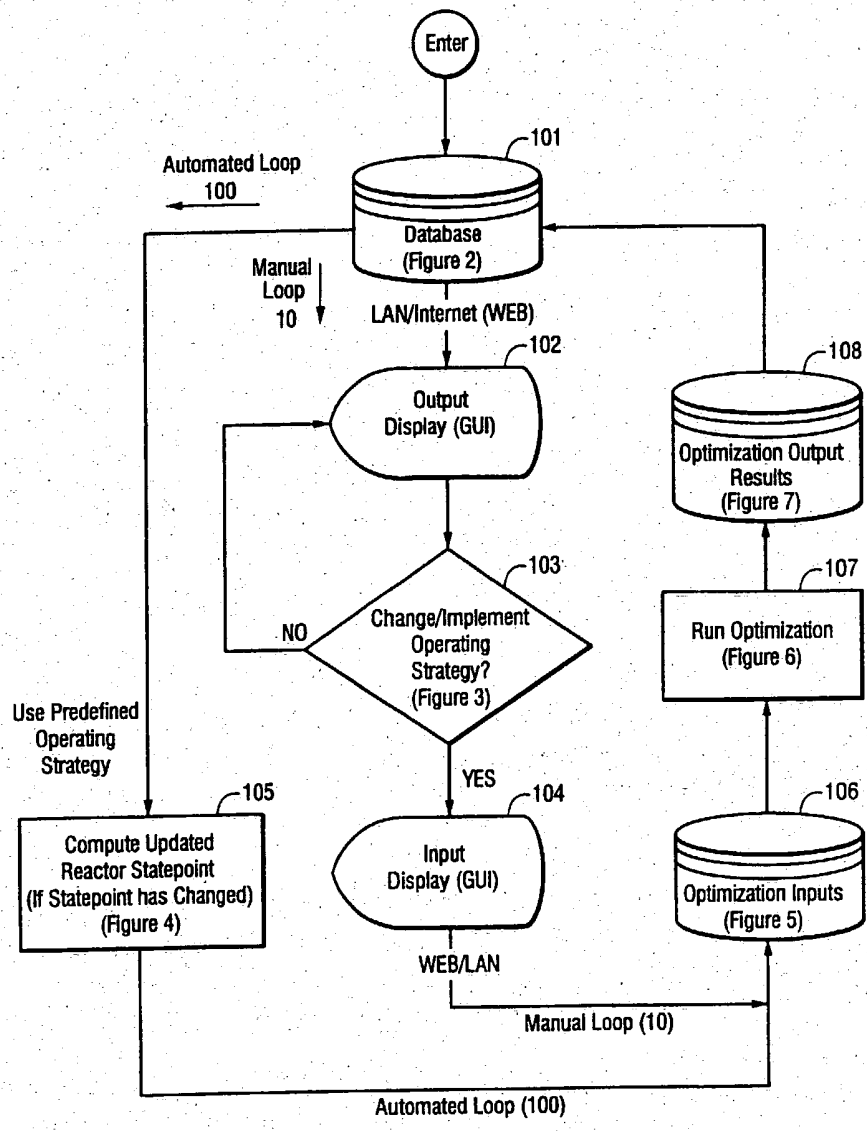 Enter
101
Automated Loop
100
Database
(Figure 2)
Manual
Loop
10
LAN/Internet (WEB)
102
Output
Display (GUI)
108
Optimization Output
Results
(Figure 7)
103
Change/Implement
Operating
Strategy?
(Figure 3)
NO
107
Run Optimization
(Figure 6)
Use Predefined
Operating
Strategy
YES
105
Compute Updated
Reactor Statepoint
(If Statepoint has Changed)
(Figure 4)
104
Input
Display (GUI)
106
Optimization Inputs
(Figure 5)
WEB/LAN
Manual Loop (10)
Automated Loop (100)